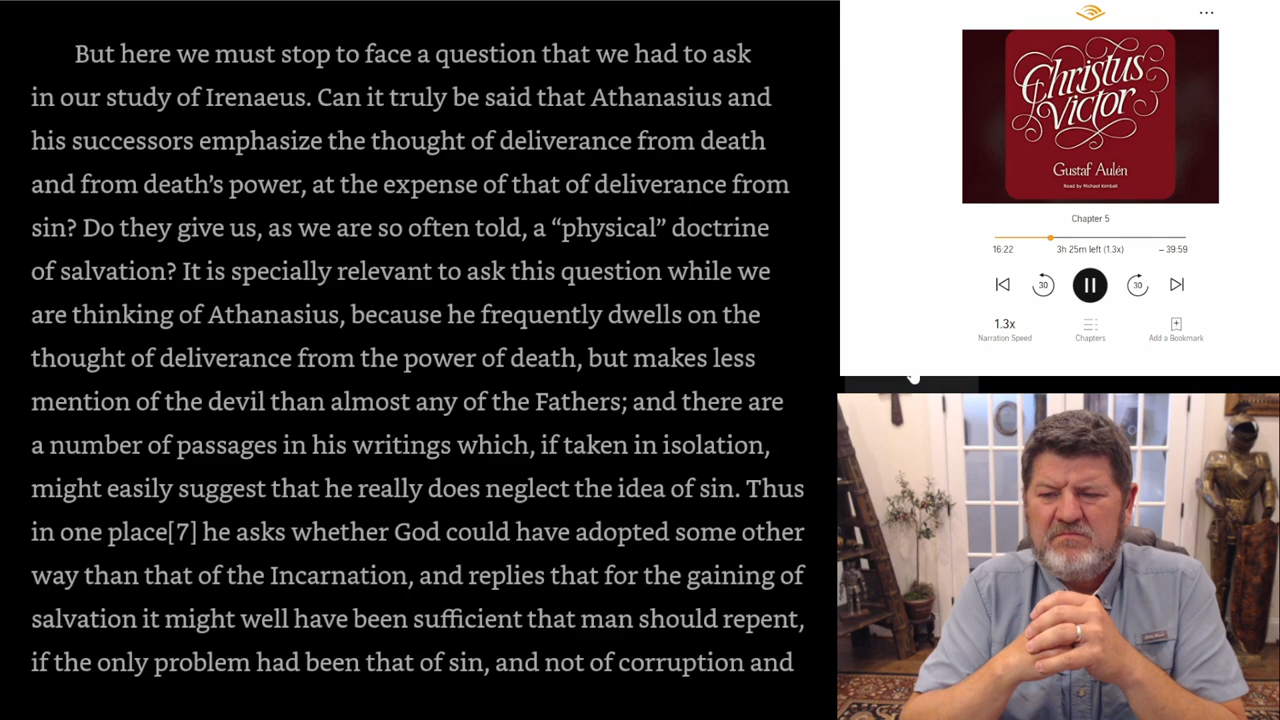 But here we must stop to face a question that we had to ask
in our study of Irenaeus. Can it truly be said that Athanasius and
his successors emphasize the thought of deliverance from death
and from death’s power, at the expense of that of deliverance from
sin? Do they give us, as we are so often told, a “physical” doctrine
of salvation? It is specially relevant to ask this question while we
are thinking of Athanasius, because he frequently dwells on the
thought of deliverance from the power of death, but makes less
mention of the devil than almost any of the Fathers; and there are
a number of passages in his writings which, if taken in isolation,
might easily suggest that he really does neglect the idea of sin. Thus
in one place[7] he asks whether God could have adopted some other
way than that of the Incarnation, and replies that for the gaining of
salvation it might well have been sufficient that man should repent,
if the only problem had been that of sin, and not of corruption and
Christus
Victor
Gustaf Aulén
Read by Michael Kimball
Chapter 5
16:22 3h 25m left (1.3x) – 39:59
30 30
1.3x
Narration Speed Chapters Add a Bookmark